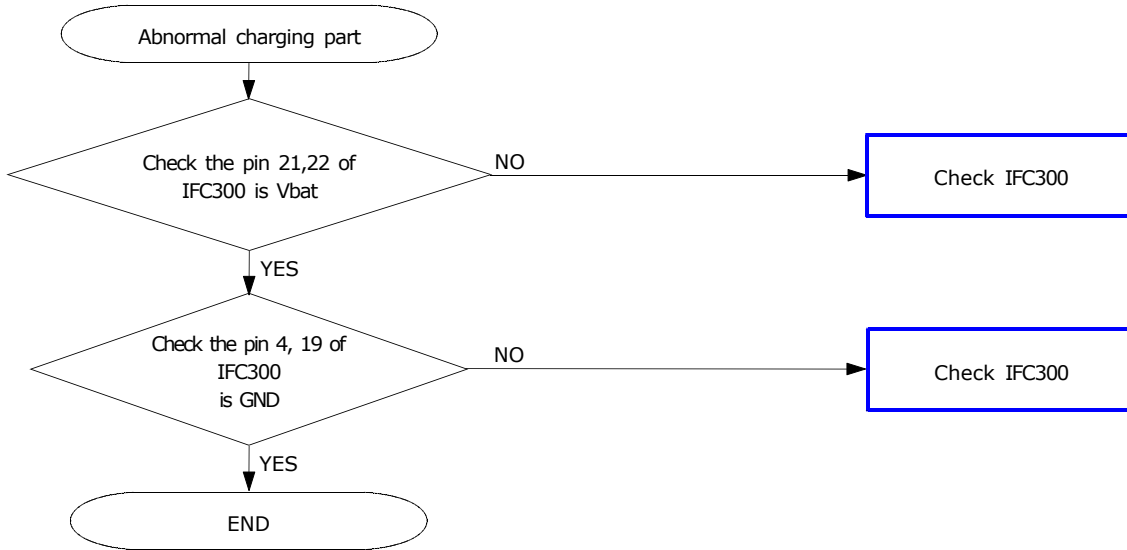 Abnormal charging part
Check the pin 21,22 of
IFC300 is Vbat
NO
Check IFC300
YES
Check the pin 4, 19 of
IFC300
is GND
NO
Check IFC300
YES
END